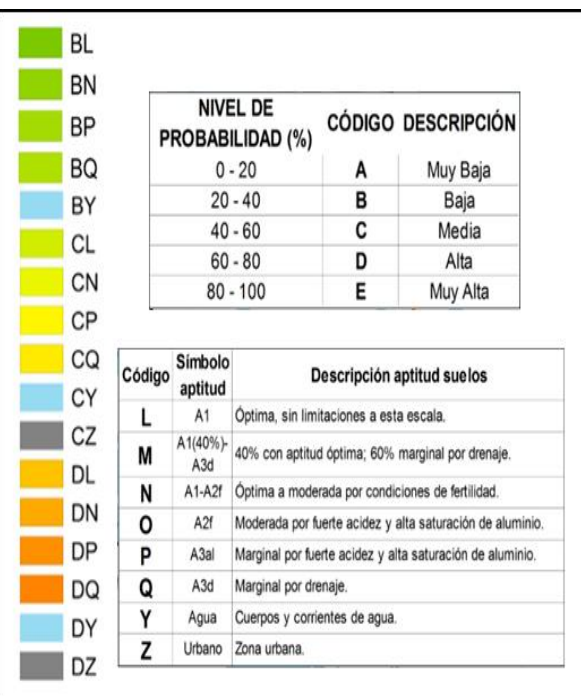 BL
BN
BP
BQ
BY
CL
CN
CP
CQ
CY
CZ
DL
DN
DP
DQ
DY
DZ
NIVEL DE PROBABILIDAD (%) CÓDIGO DESCRIPCIÓN
0 - 20 A Muy Baja
20 - 40 B Baja
40 - 60 C Media
60 - 80 D Alta
80 - 100 E Muy Alta
Código Símbolo aptitud Descripción aptitud suelos
L A1 Óptima, sin limitaciones a esta escala.
M A1(40%)-A3d 40% con aptitud óptima; 60% marginal por drenaje.
N A1-A2f Óptima a moderada por condiciones de fertilidad.
O A2f Moderada por fuerte acidez y alta saturación de aluminio.
P A3al Marginal por fuerte acidez y alta saturación de aluminio.
Q A3d Marginal por drenaje.
Y Agua Cuerpos y corrientes de agua.
Z Urbano Zona urbana.